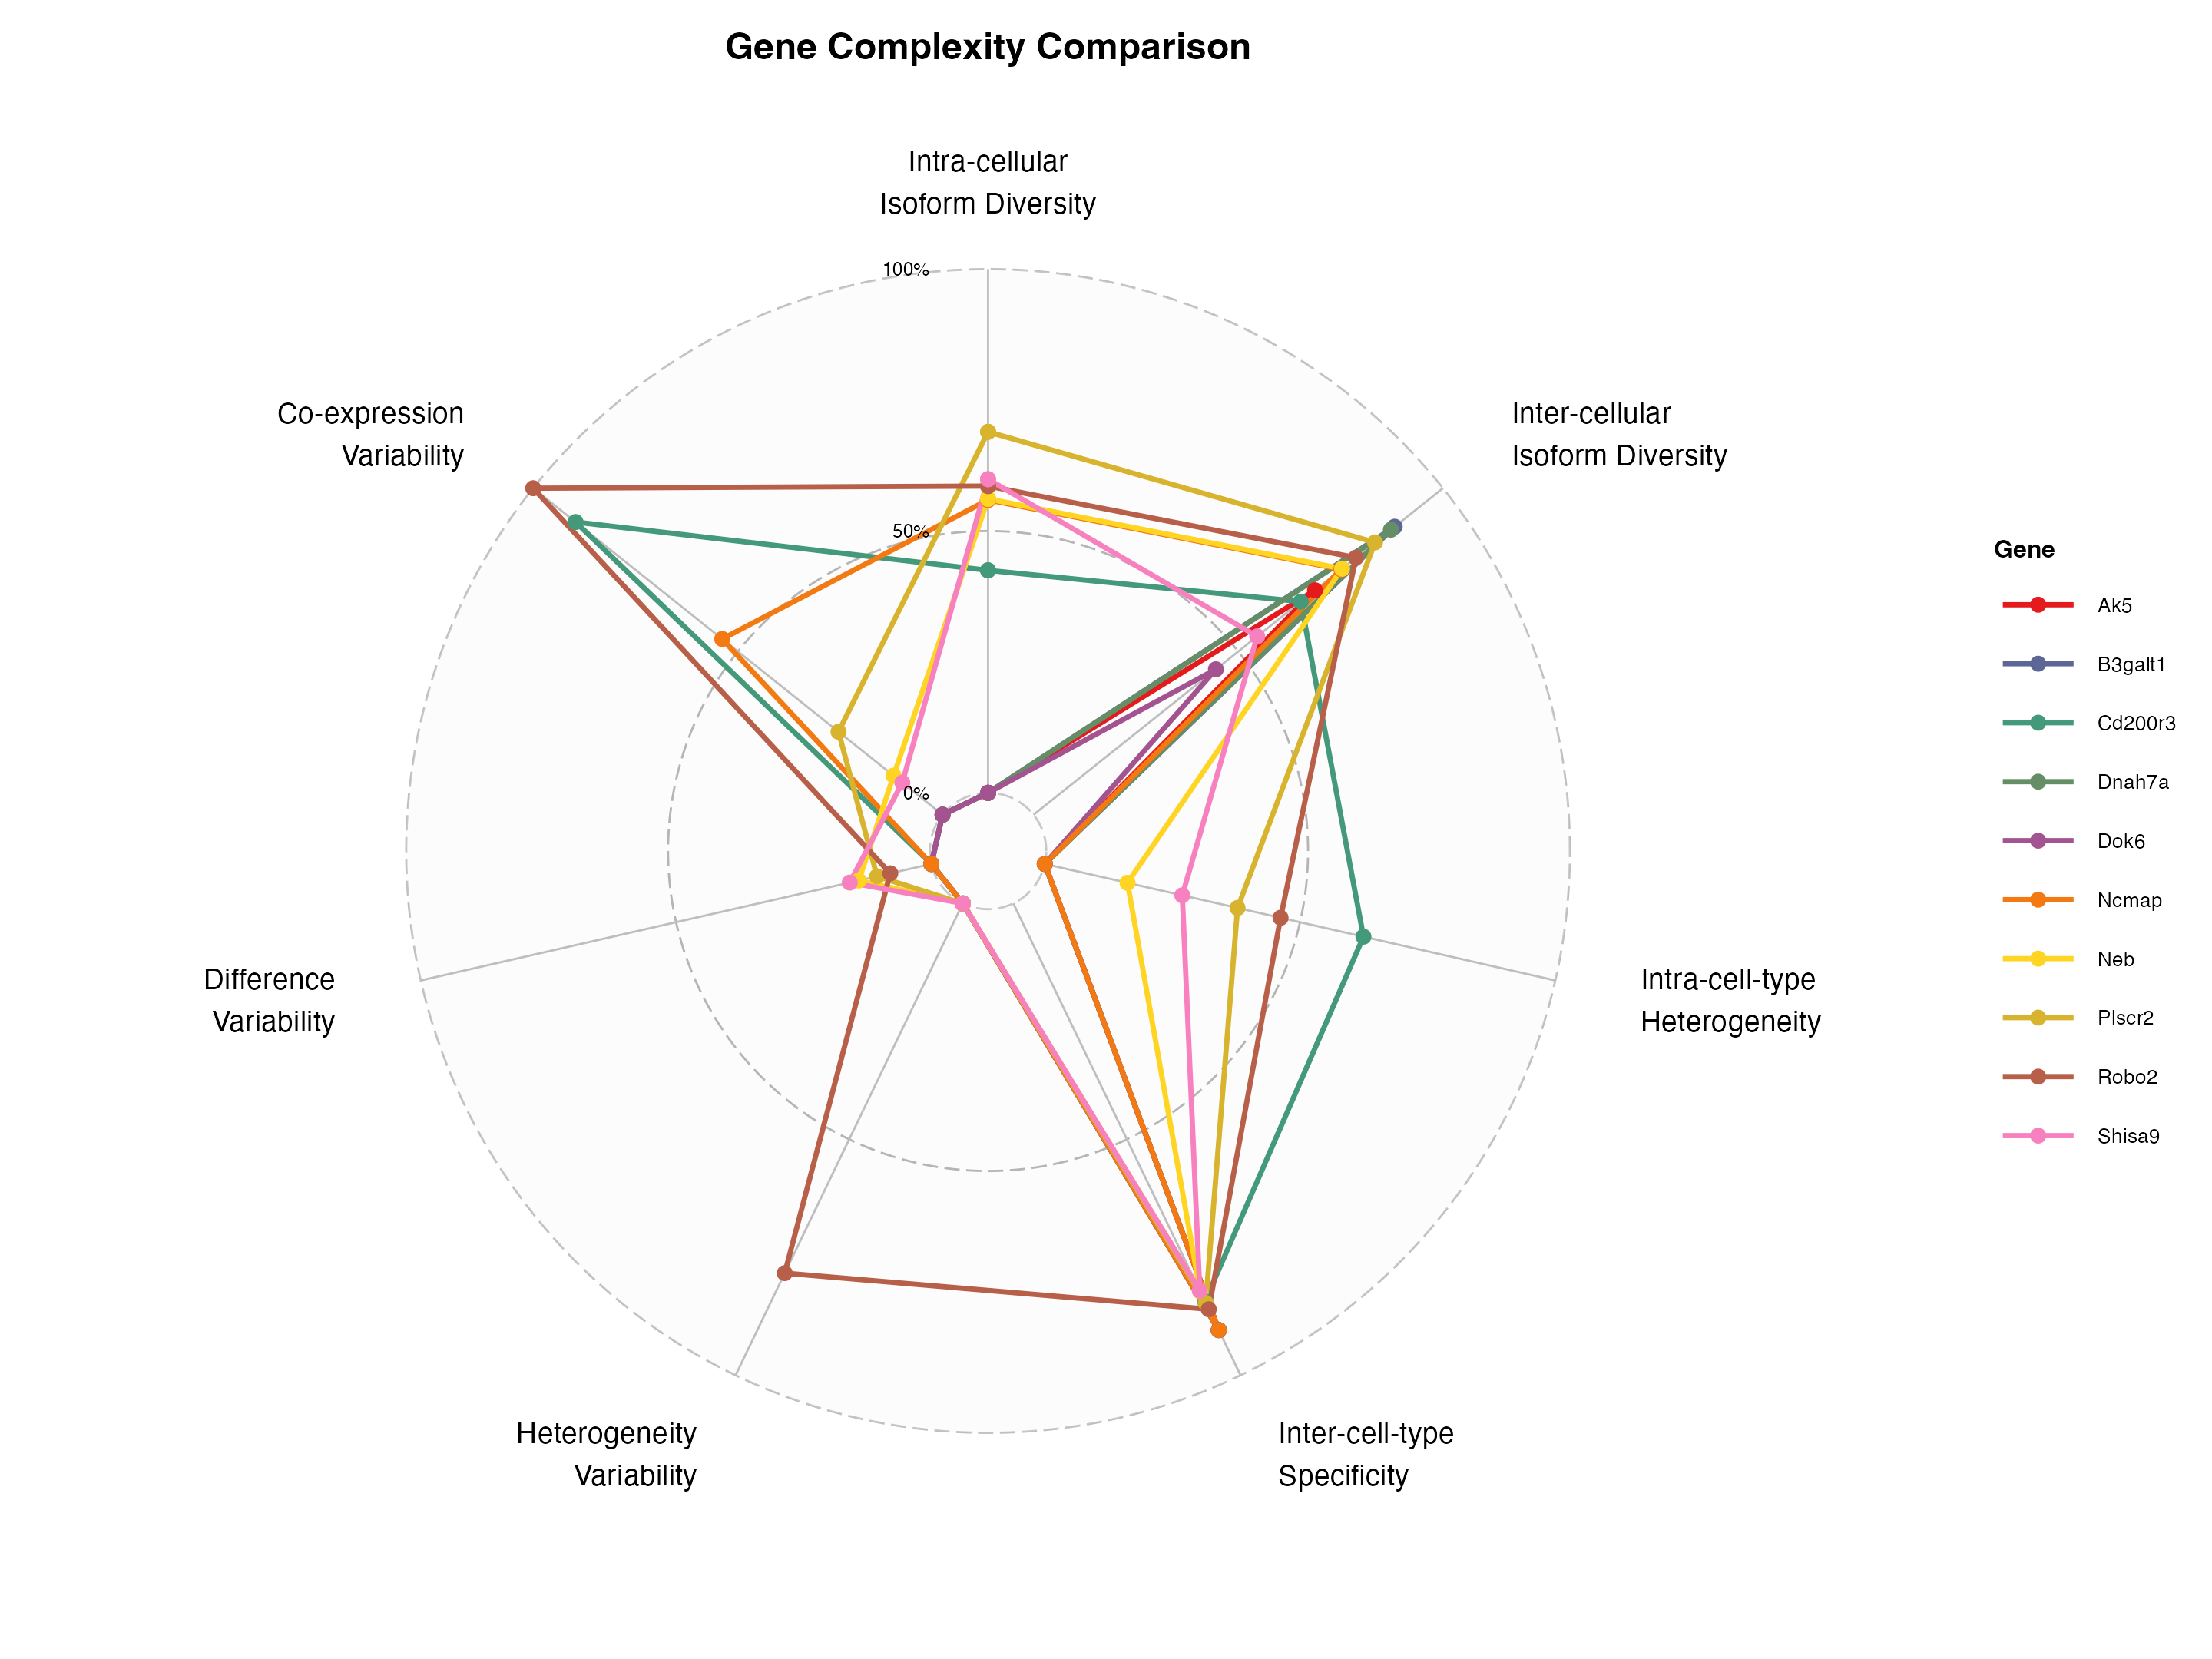 Gene Complexity Comparison
Intra-cellular
Isoform Diversity
100%
Co-expression
Variability
Inter-cellular
Isoform Diversity
50%
Gene
Ak5
B3galt1
Cd200r3
Dnah7a
Dok6
Ncmap
Neb
Plscr2
Robo2
Shisa9
0%
Difference
Variability
Intra-cell-type
Heterogeneity
Heterogeneity
Variability
Inter-cell-type
Specificity